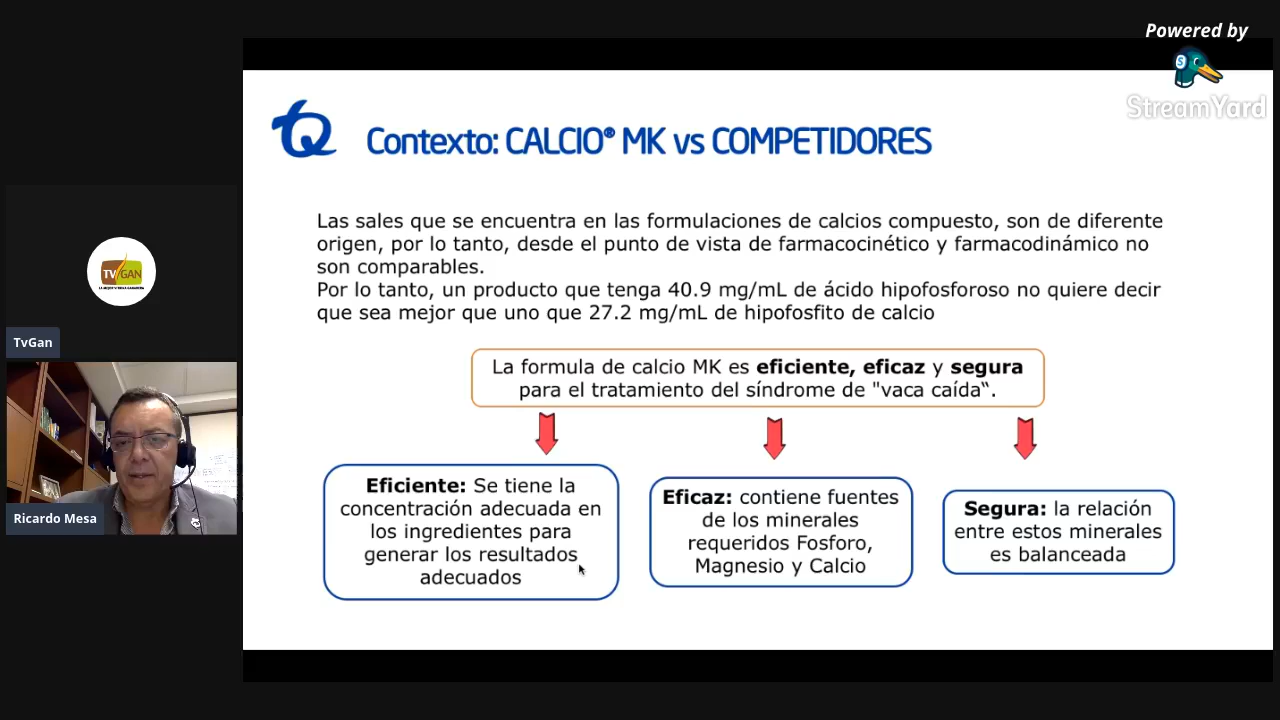 Powered by
StreamYard
TQ
Contexto: CALCIO® MK vs COMPETIDORES
Las sales que se encuentra en las formulaciones de calcios compuesto, son de diferente
origen, por lo tanto, desde el punto de vista de farmacocinético y farmacodinámico no
son comparables.
Por lo tanto, un producto que tenga 40.9 mg/mL de ácido hipofosforoso no quiere decir
que sea mejor que uno que 27.2 mg/mL de hipofosfito de calcio
La formula de calcio MK es eficiente, eficaz y segura
para el tratamiento del síndrome de "vaca caída“.
Eficiente: Se tiene la
concentración adecuada en
los ingredientes para
generar los resultados
adecuados
Eficaz: contiene fuentes
de los minerales
requeridos Fosforo,
Magnesio y Calcio
Segura: la relación
entre estos minerales
es balanceada
TVGAN
TvGan
Ricardo Mesa